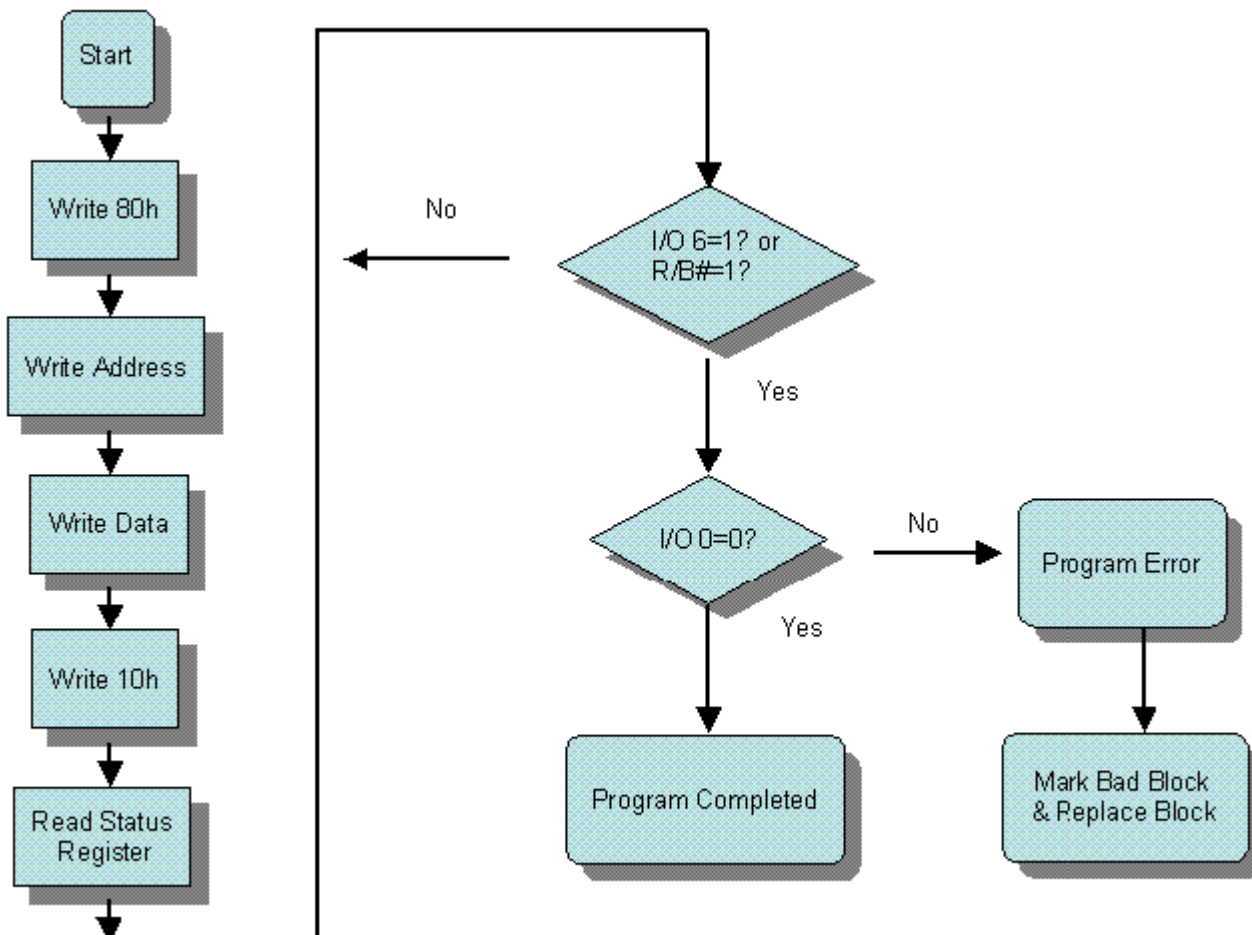 Start
Write 80h
Write Address
Write Data
Write 10h
Read Status
Register
No
I/O 6=1? or
R/B#=1?
Yes
I/O 0=0?
No
Yes
Program Error
Program Completed
Mark Bad Block
& Replace Block